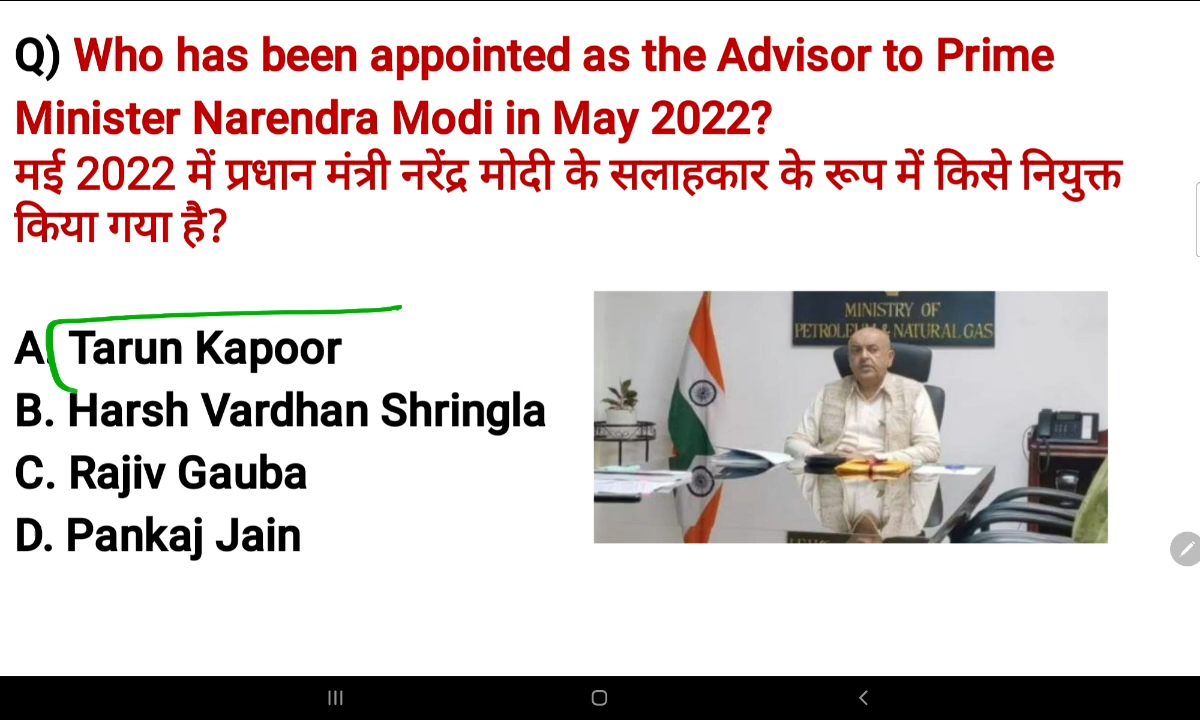 Q) Who has been appointed as the Advisor to Prime
Minister Narendra Modi in May 2022?
मई 2022 में प्रधान मंत्री नरेंद्र मोदी के सलाहकार के रूप में किसे नियुक्त
किया गया है?
A. Tarun Kapoor
B. Harsh Vardhan Shringla
C. Rajiv Gauba
D. Pankaj Jain
MINISTRY OF
PETROLEUM & NATURAL GAS